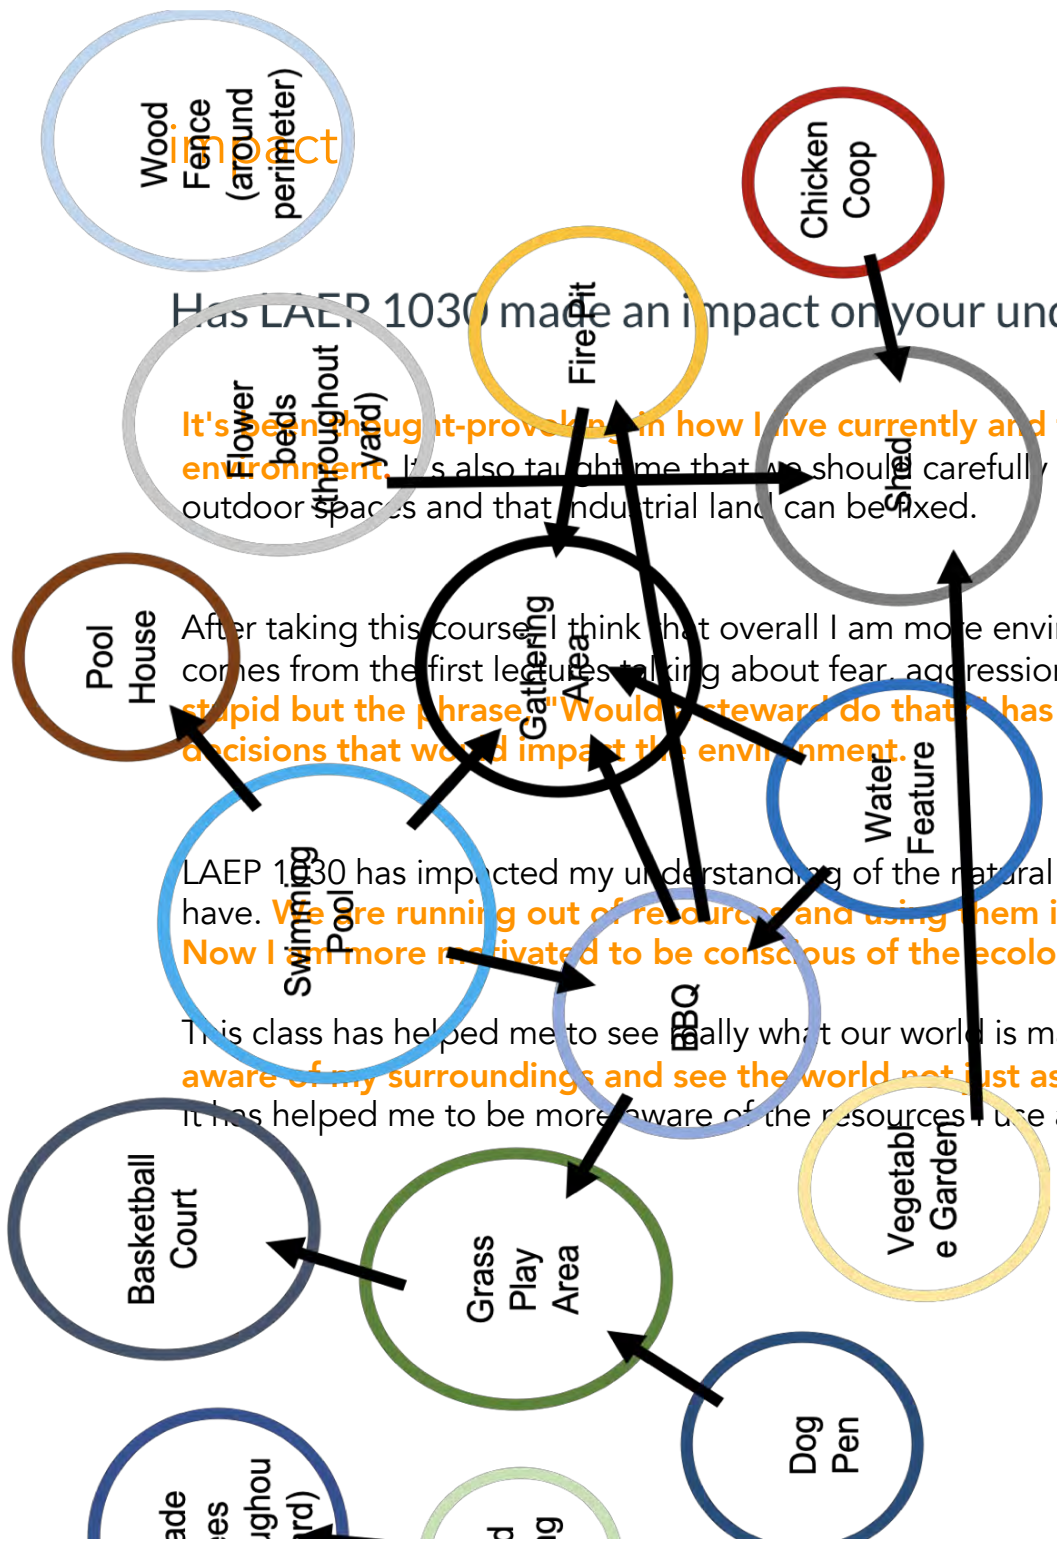 impact
Has LAEP 1030 made an impact on your und
It's been thought-provoking in how I live currently and
environment. It's also taught me that we should carefully
outdoor spaces and that industrial land can be fixed.
After taking this course, I think that overall I am more envi
comes from the first lectures talking about fear, aggression
stupid but the phrase, "Would a steward do that?" has
decisions that would impact the environment.
LAEP 1030 has impacted my understanding of the natural
have. We are running out of resources and using them i
Now I am more motivated to be conscious of the ecolo
This class has helped me to see really what our world is ma
aware of my surroundings and see the world not just as
It has helped me to be more aware of the resources I use a
Wood
Fence
(around
perimeter)
Chicken
Coop
Fire Pit
Flower
beds
(throughout
yard)
Shed
Pool
House
Gathering
Area
Water
Feature
Swimming
Pool
BBQ
Vegetabl
e Garden
Basketball
Court
Grass
Play
Area
Dog
Pen
ade
es
ughou
ard)
d
ng